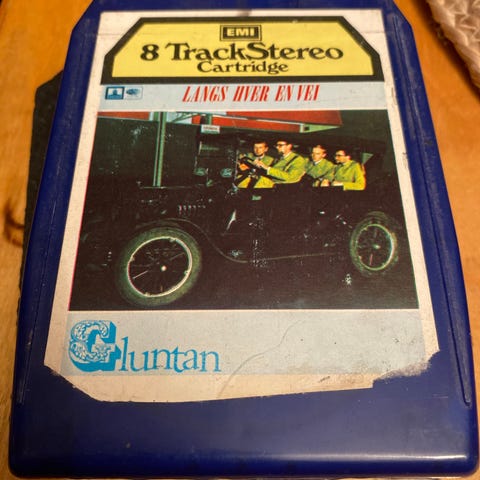 EMI
8 TrackStereo
Cartridge
LANGS HVER EN VEI
Gluntan